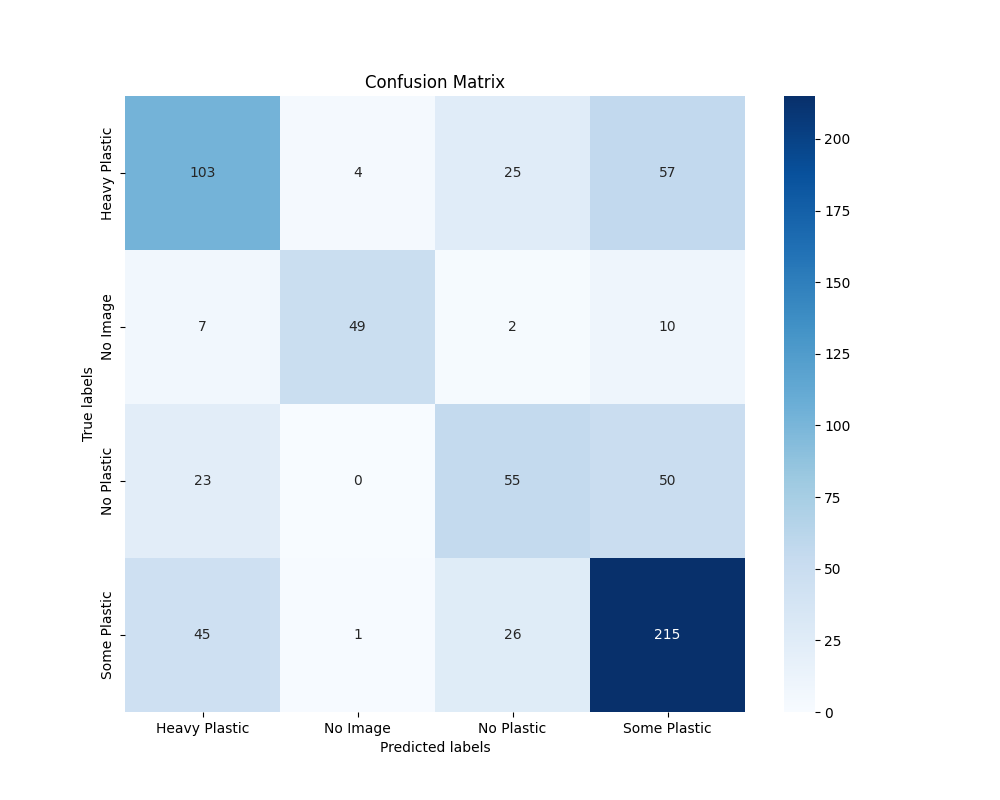 Confusion Matrix
Heavy Plastic
103
4
25
57
No Image
7
49
2
10
No Plastic
23
0
55
50
Some Plastic
45
1
26
215
True labels
Heavy Plastic
No Image
No Plastic
Some Plastic
Predicted labels
200
175
150
125
100
75
50
25
0